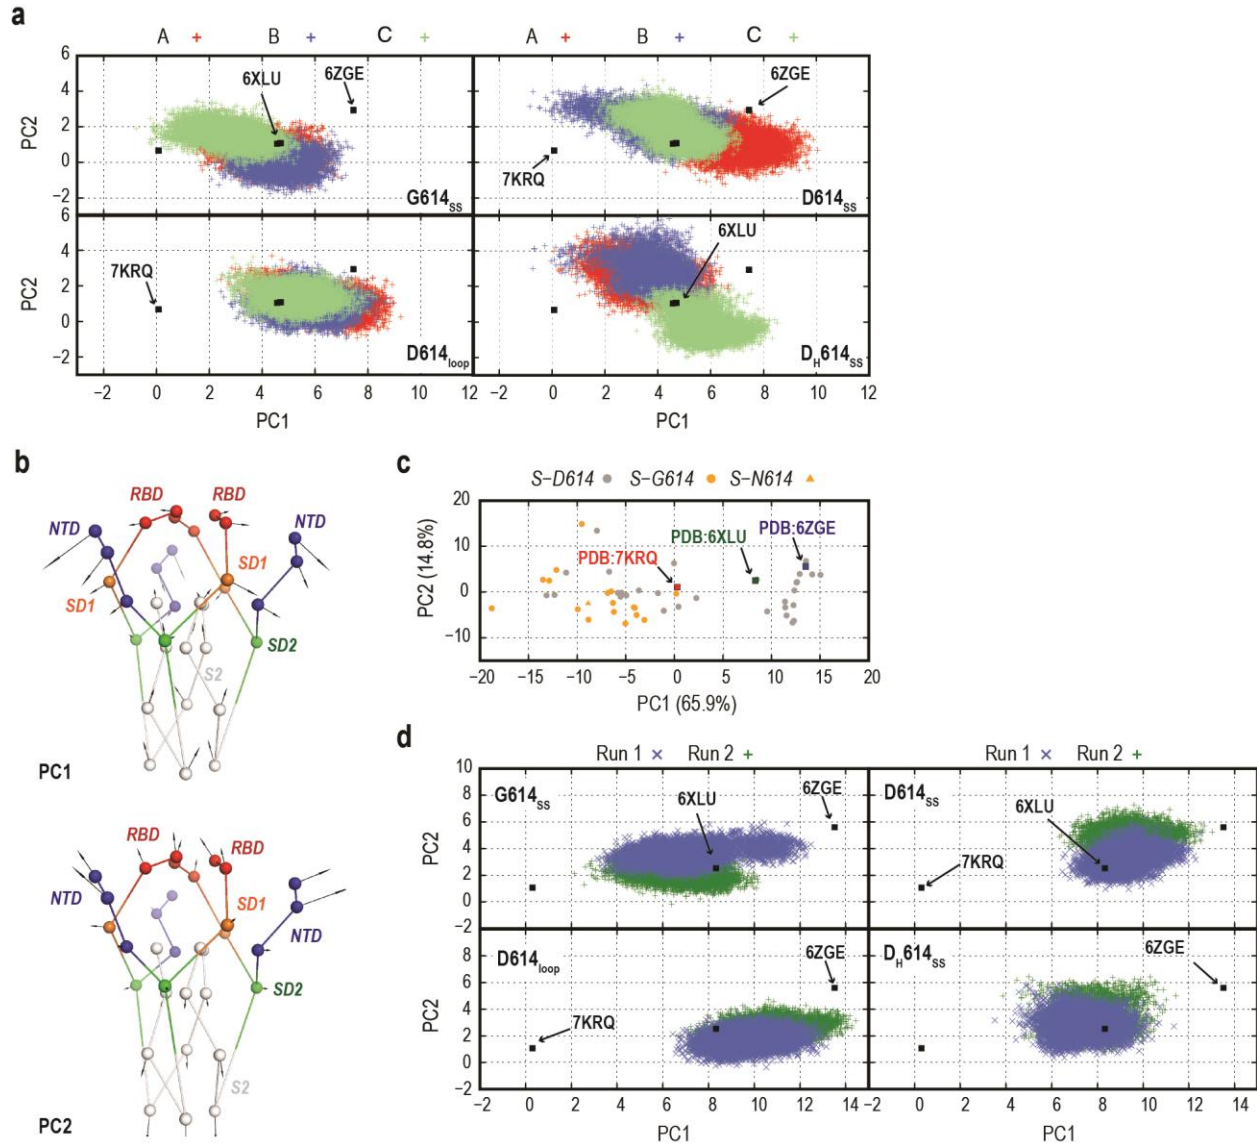 a
A + B + C + A + B + C +
6
4
2
0
−2
PC2
6XLU
6ZGE
G614SS
6ZGE
7KRQ
D614SS
6
4
2
0
−2
PC2
7KRQ
D614loop
6XLU
DH614SS
−2 0 2 4 6 8 10 12 −2 0 2 4 6 8 10 12
PC1 PC1
b
RBD RBD
NTD NTD
SD1
SD1
SD2
S2
PC1
RBD RBD
NTD
SD1
NTD
SD2
S2
PC2
c
S−D614 S−G614 S−N614
20
10
0
−10
PC2 (14.8%)
PDB:7KRQ
PDB:6XLU
PDB:6ZGE
−20 −15 −10 −5 0 5 10 15 20
PC1 (65.9%)
d
Run 1 × Run 2 + Run 1 × Run 2 +
10
8
6
4
2
0
−2
PC2
G614SS
6XLU
6ZGE
D614SS
6XLU
7KRQ
8
6
4
2
0
−2
PC2
D614loop
6ZGE
7KRQ
DH614SS
6ZGE
−2 0 2 4 6 8 10 12 14 −2 0 2 4 6 8 10 12 14
PC1 PC1